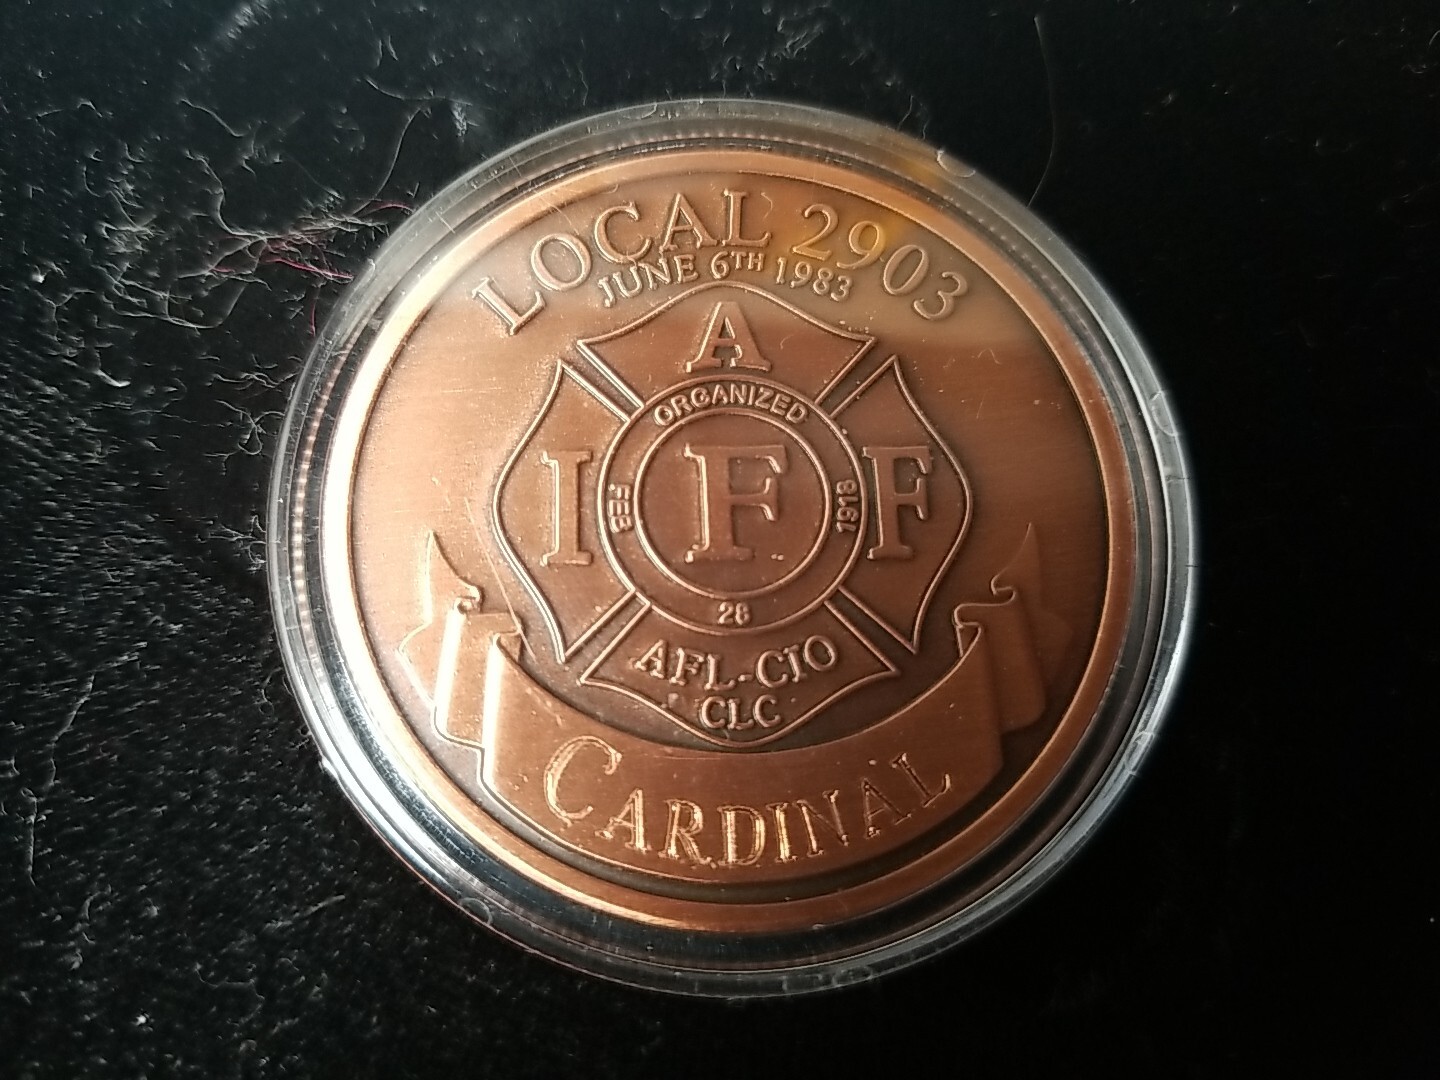 LOCAL 2903
JUNE 6TH 1983
A
ORGANIZED
I FEB F 1918 F
28
AFL-CIO
CLC
CARDINAL